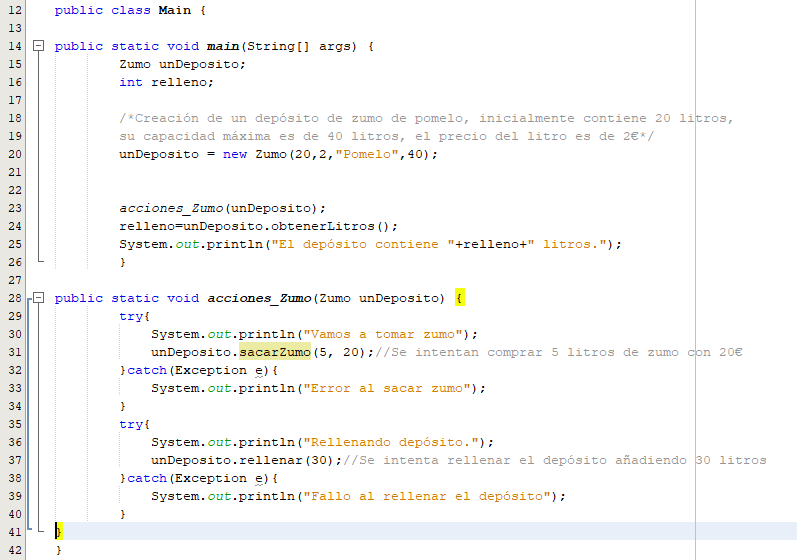 12 public class Main {
13
14 public static void main(String[] args) {
15 Zumo unDeposito;
16 int relleno;
17
18 /*Creación de un depósito de zumo de pomelo, inicialmente contiene 20 litros,
19 su capacidad máxima es de 40 litros, el precio del litro es de 2€*/
20 unDeposito = new Zumo(20,2,"Pomelo",40);
21
22
23 acciones_Zumo(unDeposito);
24 relleno=unDeposito.obtenerLitros();
25 System.out.println("El depósito contiene "+relleno+" litros.");
26 }
27
28 public static void acciones_Zumo(Zumo unDeposito) {
29 try{
30 System.out.println("Vamos a tomar zumo");
31 unDeposito.sacarZumo(5, 20);//Se intentan comprar 5 litros de zumo con 20€
32 }catch(Exception e){
33 System.out.println("Error al sacar zumo");
34 }
35 try{
36 System.out.println("Rellenando depósito.");
37 unDeposito.rellenar(30);//Se intenta rellenar el depósito añadiendo 30 litros
38 }catch(Exception e){
39 System.out.println("Fallo al rellenar el depósito");
40 }
41 }
42 }